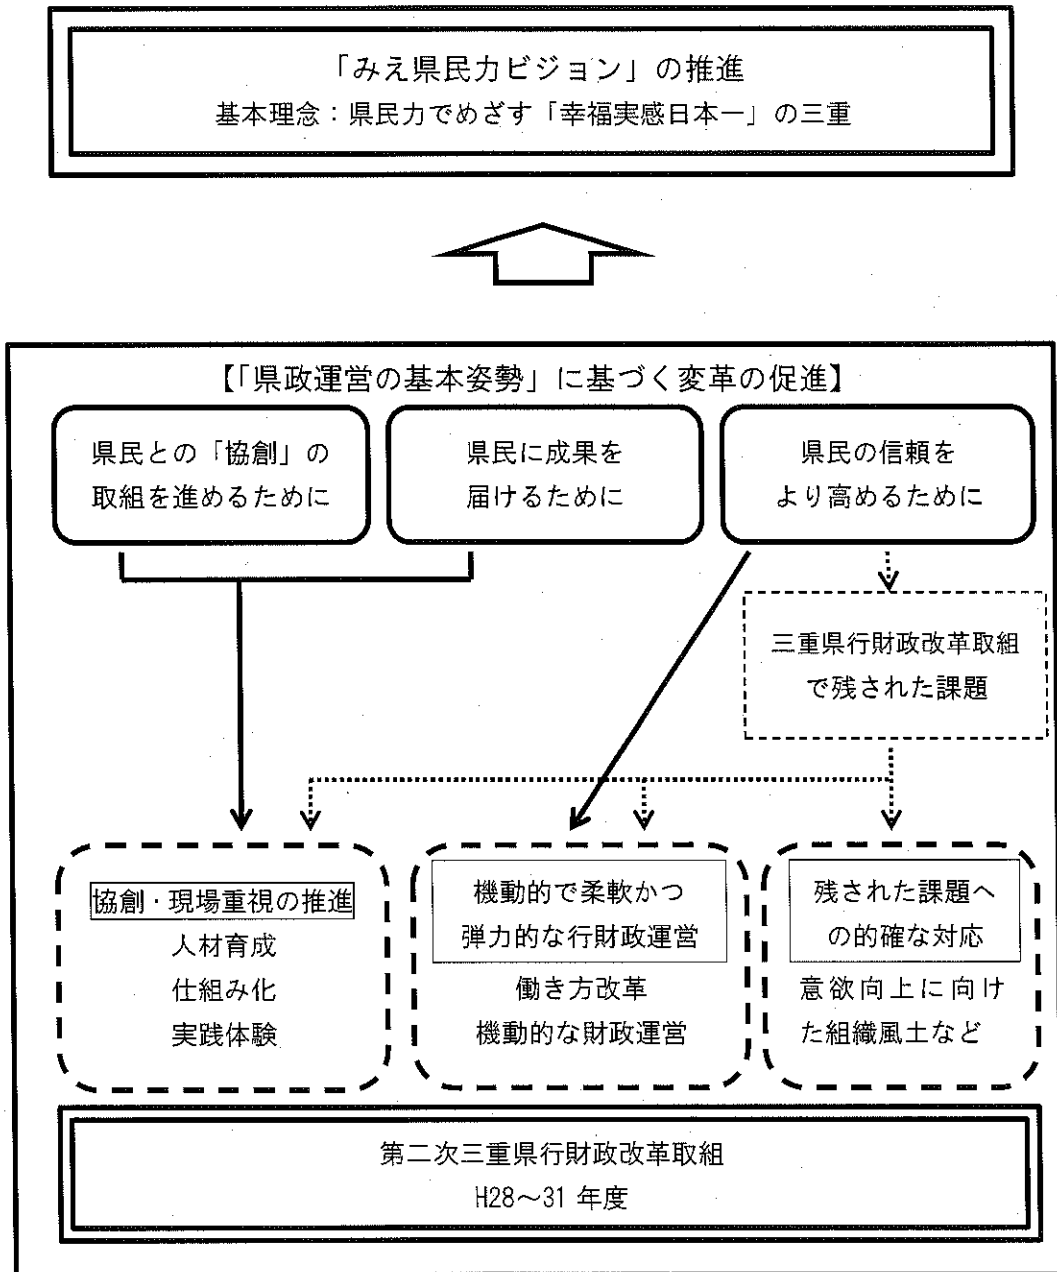 「みえ県民力ビジョン」の推進
基本理念：県民力でめざす「幸福実感日本一」の三重
【「県政運営の基本姿勢」に基づく変革の促進】
県民との「協創」の
取組を進めるために
県民に成果を
届けるために
県民の信頼を
より高めるために
三重県行財政改革取組
で残された課題
協創・現場重視の推進
人材育成
仕組み化
実践体験
機動的で柔軟かつ
弾力的な行財政運営
働き方改革
機動的な財政運営
残された課題へ
の的確な対応
意欲向上に向け
た組織風土など
第二次三重県行財政改革取組
H28～31 年度